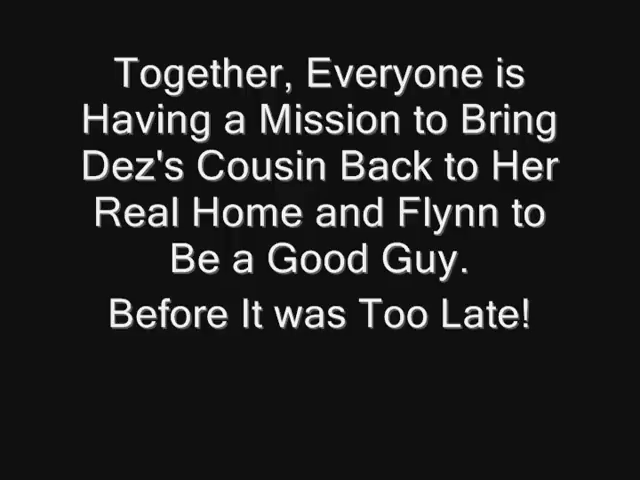 Together, Everyone is
Having a Mission to Bring
Dez's Cousin Back to Her
Real Home and Flynn to
Be a Good Guy.
Before It was Too Late!